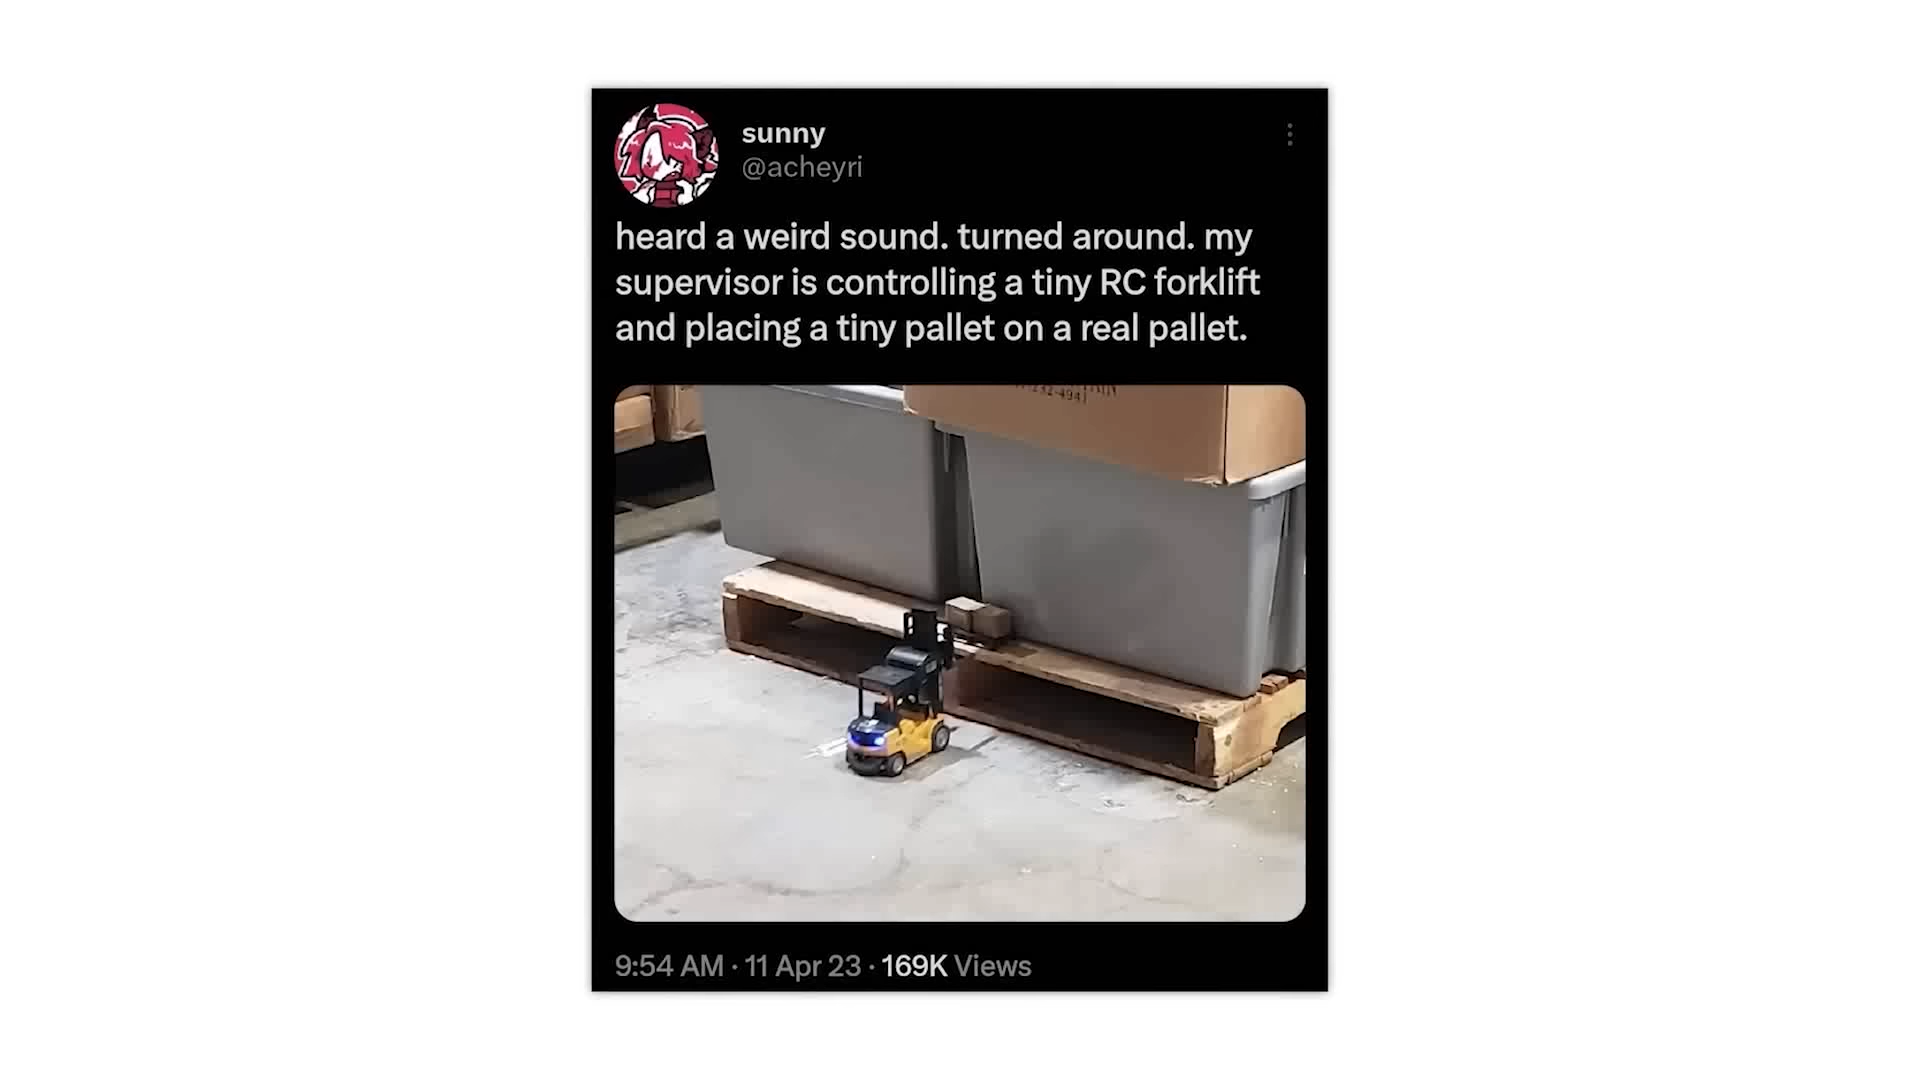 sunny
@acheyri
heard a weird sound. turned around. my
supervisor is controlling a tiny RC forklift
and placing a tiny pallet on a real pallet.
9:54 AM · 11 Apr 23 · 169K Views